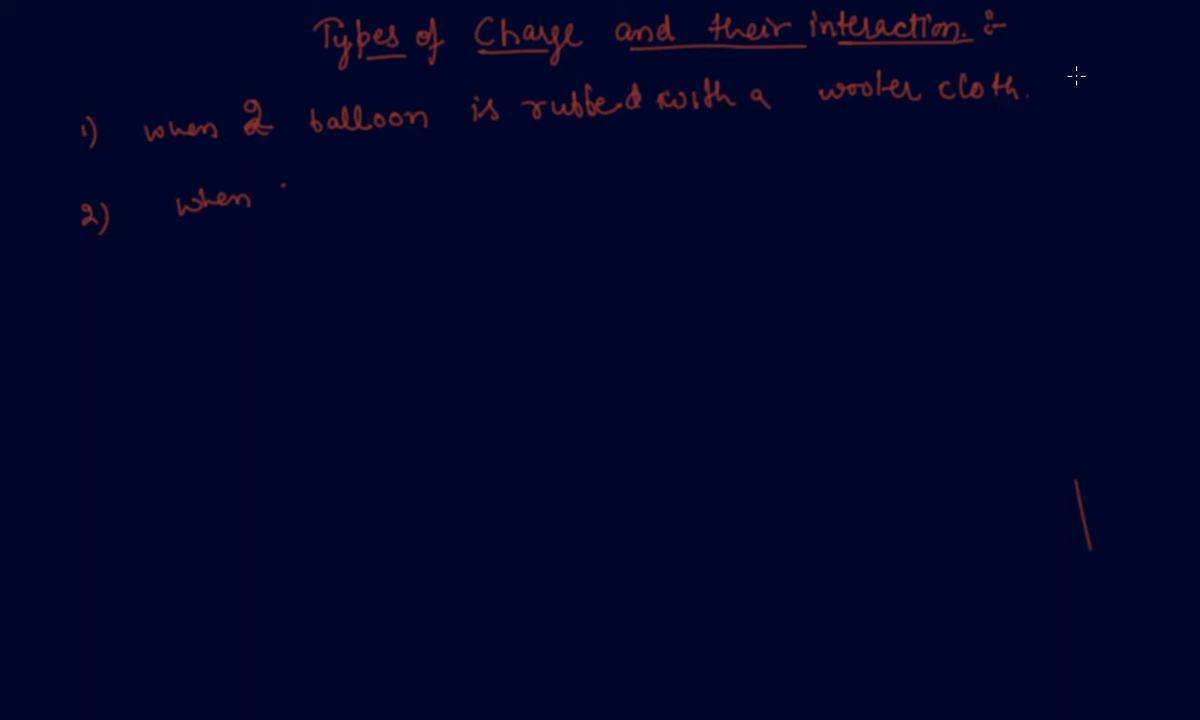 Types of Charge and their interaction :-
1) when 2 balloon is rubbed with a woolen cloth.
2) when